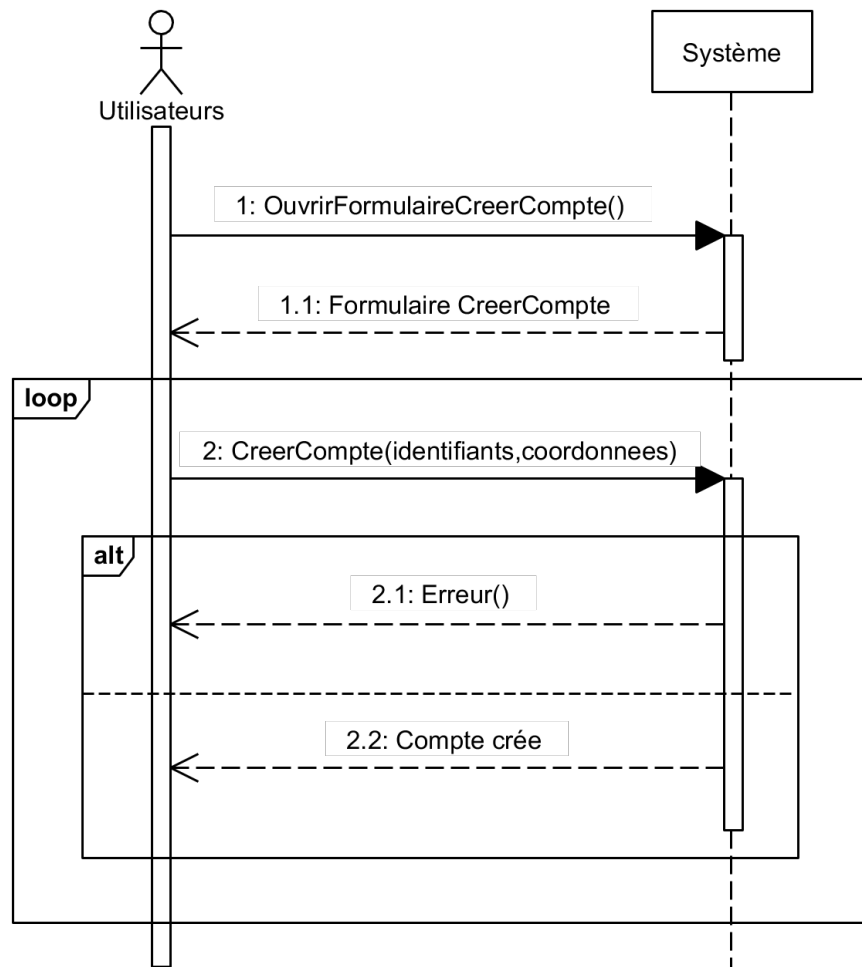 Utilisateurs
Système
1: OuvrirFormulaireCreerCompte()
1.1: Formulaire CreerCompte
loop
2: CreerCompte(identifiants,coordonnees)
alt
2.1: Erreur()
2.2: Compte crée